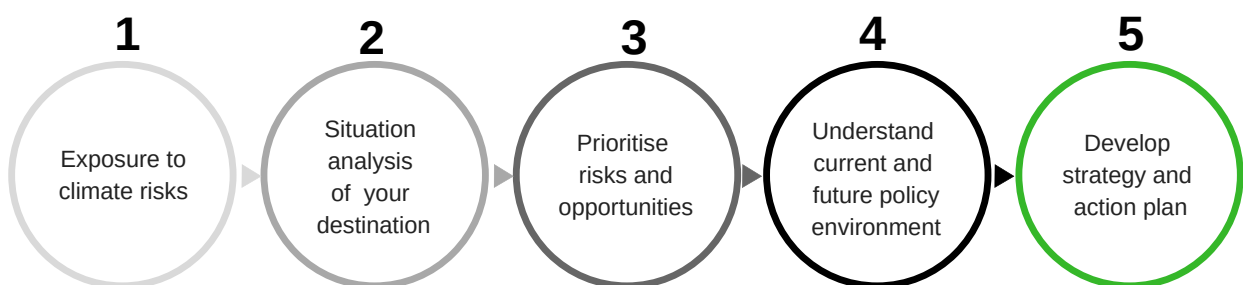 1
Exposure to
climate risks
2
Situation
analysis
of your
destination
3
Prioritise
risks and
opportunities
4
Understand
current and
future policy
environment
5
Develop
strategy and
action plan